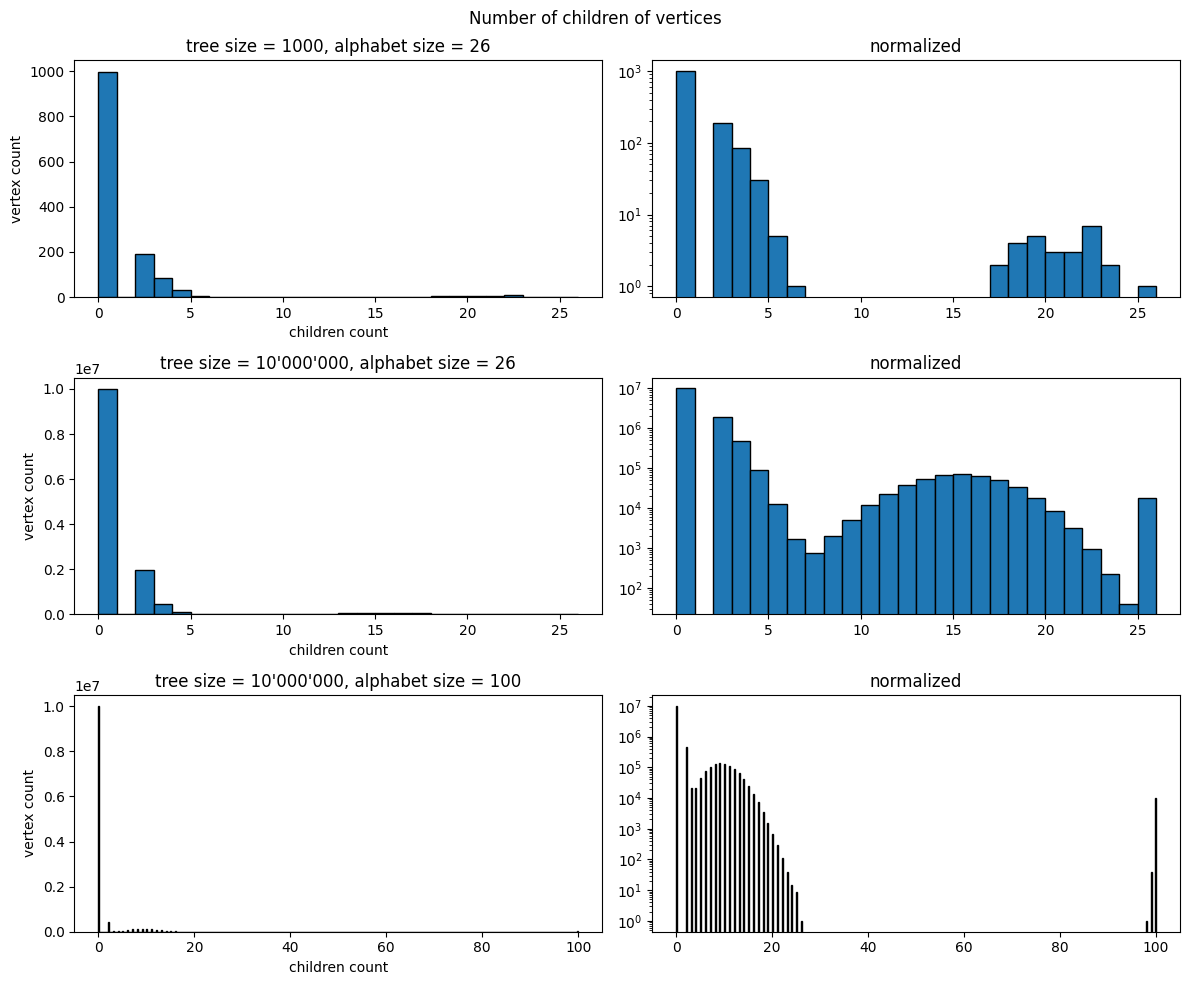 Number of children of vertices
tree size = 1000, alphabet size = 26
normalized
1000
800
600
400
200
0
vertex count
0 5 10 15 20 25
children count
10³
10²
10¹
10⁰
0 5 10 15 20 25
tree size = 10'000'000, alphabet size = 26
normalized
1e7
1.0
0.8
0.6
0.4
0.2
0.0
vertex count
0 5 10 15 20 25
children count
10⁷
10⁶
10⁵
10⁴
10³
10²
0 5 10 15 20 25
tree size = 10'000'000, alphabet size = 100
normalized
1e7
1.0
0.8
0.6
0.4
0.2
0.0
vertex count
0 20 40 60 80 100
children count
10⁷
10⁶
10⁵
10⁴
10³
10²
10¹
10⁰
0 20 40 60 80 100